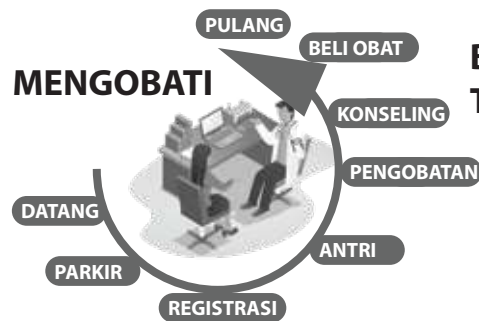 PULANG
BELI OBAT
MENGOBATI
KONSELING
PENGOBATAN
DATANG
ANTRI
PARKIR
REGISTRASI